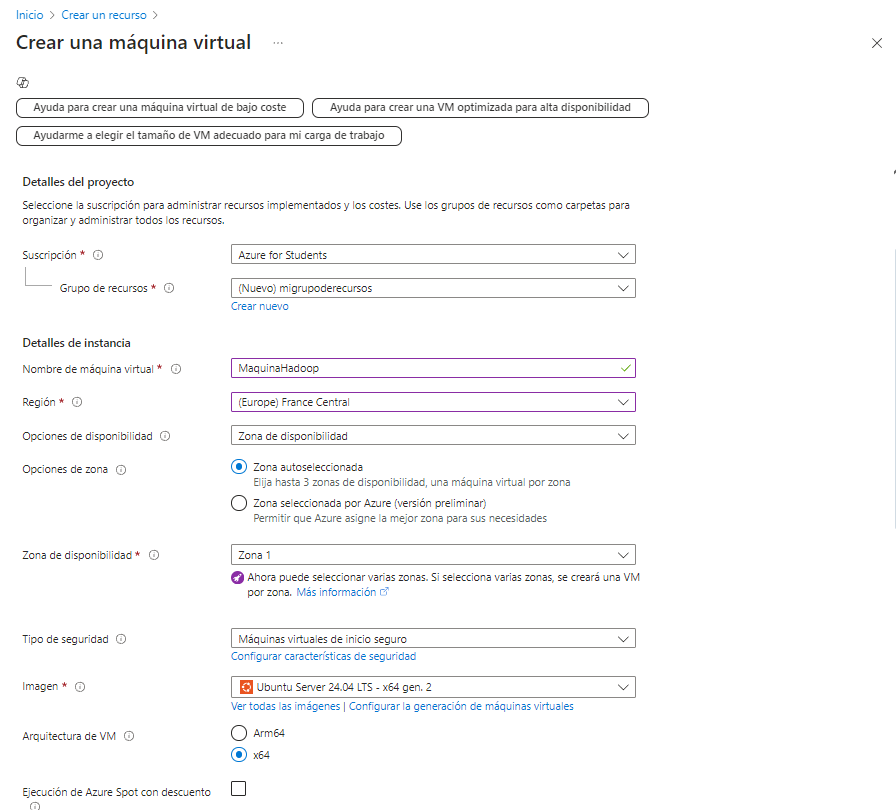 Inicio > Crear un recurso >
Crear una máquina virtual ...
Ayuda para crear una máquina virtual de bajo coste
Ayuda para crear una VM optimizada para alta disponibilidad
Ayudarme a elegir el tamaño de VM adecuado para mi carga de trabajo
Detalles del proyecto
Seleccione la suscripción para administrar recursos implementados y los costes. Use los grupos de recursos como carpetas para
organizar y administrar todos los recursos.
Suscripción *
Azure for Students
Grupo de recursos *
(Nuevo) migrupoderecursos
Crear nuevo
Detalles de instancia
Nombre de máquina virtual *
MaquinaHadoop
Región *
(Europe) France Central
Opciones de disponibilidad
Zona de disponibilidad
Opciones de zona
Zona autoseleccionada
Elija hasta 3 zonas de disponibilidad, una máquina virtual por zona
Zona seleccionada por Azure (versión preliminar)
Permitir que Azure asigne la mejor zona para sus necesidades
Zona de disponibilidad *
Zona 1
Ahora puede seleccionar varias zonas. Si selecciona varias zonas, se creará una VM
por zona. Más información
Tipo de seguridad
Máquinas virtuales de inicio seguro
Configurar características de seguridad
Imagen *
Ubuntu Server 24.04 LTS - x64 gen. 2
Ver todas las imágenes | Configurar la generación de máquinas virtuales
Arquitectura de VM
Arm64
x64
Ejecución de Azure Spot con descuento